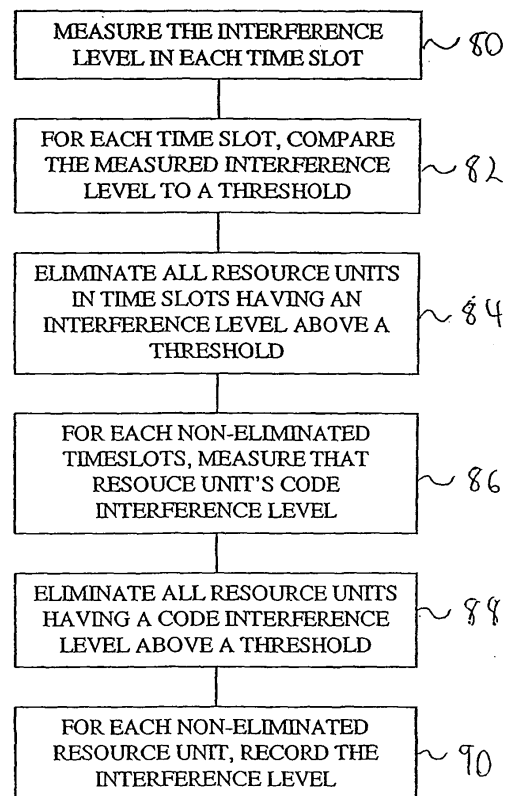 MEASURE THE INTERFERENCE
LEVEL IN EACH TIME SLOT
80
FOR EACH TIME SLOT, COMPARE
THE MEASURED INTERFERENCE
LEVEL TO A THRESHOLD
82
ELIMINATE ALL RESOURCE UNITS
IN TIME SLOTS HAVING AN
INTERFERENCE LEVEL ABOVE A
THRESHOLD
84
FOR EACH NON-ELIMINATED
TIMESLOTS, MEASURE THAT
RESOUCE UNIT'S CODE
INTERFERENCE LEVEL
86
ELIMINATE ALL RESOURCE UNITS
HAVING A CODE INTERFERENCE
LEVEL ABOVE A THRESHOLD
88
FOR EACH NON-ELIMINATED
RESOURCE UNIT, RECORD THE
INTERFERENCE LEVEL
90